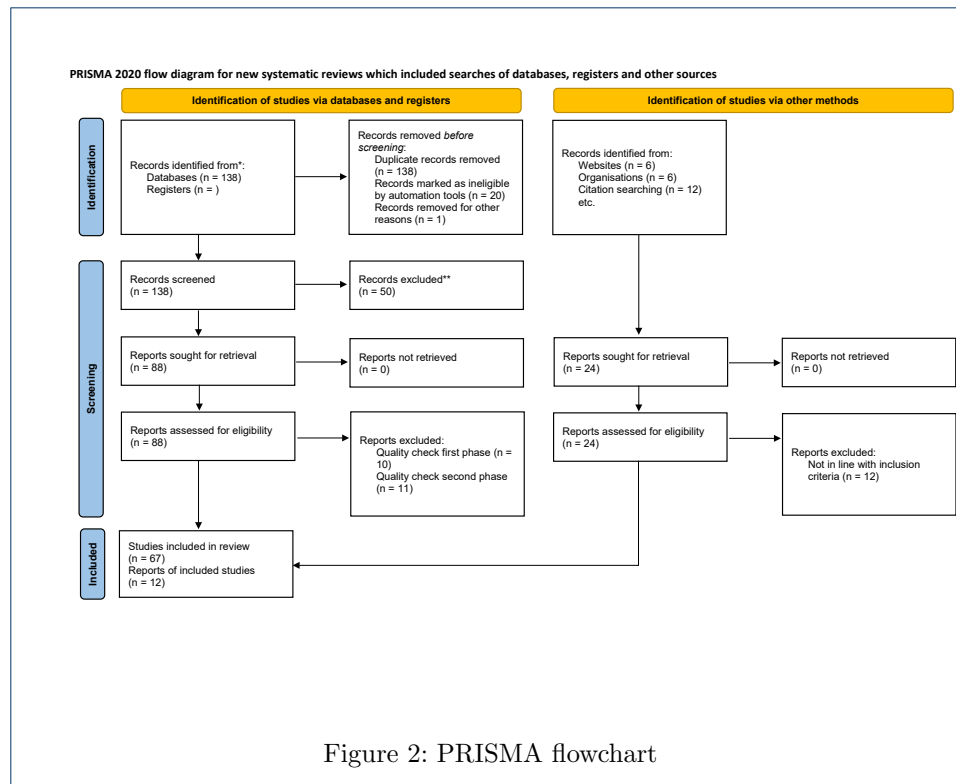 PRISMA 2020 flow diagram for new systematic reviews which included searches of databases, registers and other sources
Identification of studies via databases and registers
Identification of studies via other methods
Identification
Records identified from*:
Databases (n = 138)
Registers (n = )
Records removed before
screening:
Duplicate records removed
(n = 138)
Records marked as ineligible
by automation tools (n = 20)
Records removed for other
reasons (n = 1)
Records identified from:
Websites (n = 6)
Organisations (n = 6)
Citation searching (n = 12)
etc.
Screening
Records screened
(n = 138)
Records excluded**
(n = 50)
Reports sought for retrieval
(n = 88)
Reports not retrieved
(n = 0)
Reports sought for retrieval
(n = 24)
Reports not retrieved
(n = 0)
Reports assessed for eligibility
(n = 88)
Reports excluded:
Quality check first phase (n =
10)
Quality check second phase
(n = 11)
Reports assessed for eligibility
(n = 24)
Reports excluded:
Not in line with inclusion
criteria (n = 12)
Included
Studies included in review
(n = 67)
Reports of included studies
(n = 12)
Figure 2: PRISMA flowchart